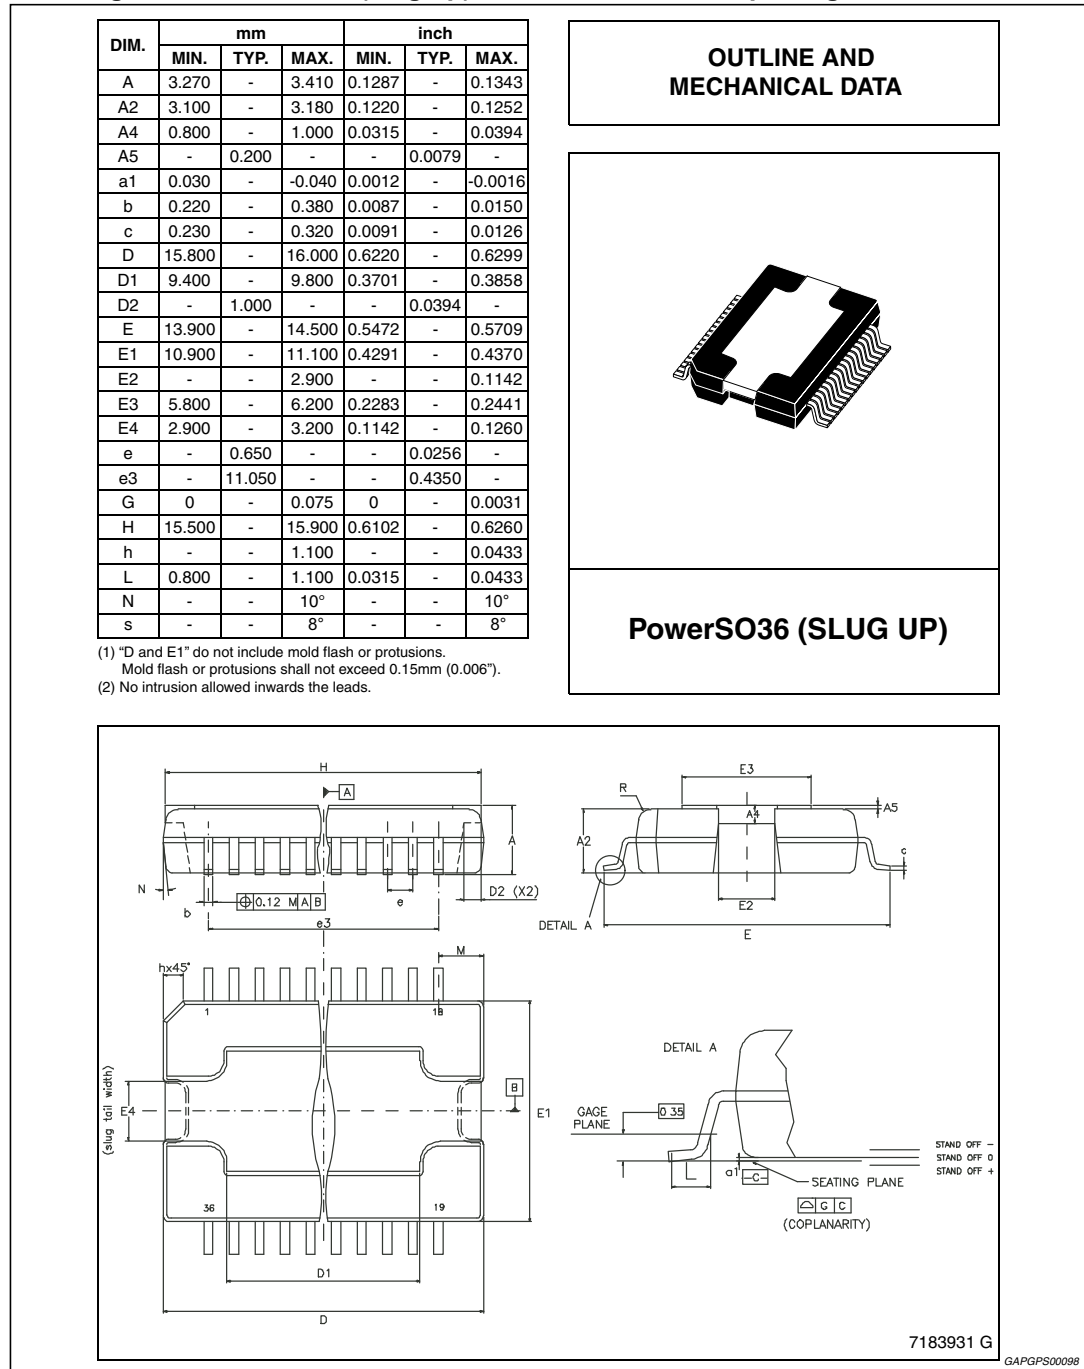 DIM. mm inch
MIN. TYP. MAX. MIN. TYP. MAX.
A 3.270 - 3.410 0.1287 - 0.1343
A2 3.100 - 3.180 0.1220 - 0.1252
A4 0.800 - 1.000 0.0315 - 0.0394
A5 - 0.200 - - 0.0079 -
a1 0.030 - -0.040 0.0012 - -0.0016
b 0.220 - 0.380 0.0087 - 0.0150
c 0.230 - 0.320 0.0091 - 0.0126
D 15.800 - 16.000 0.6220 - 0.6299
D1 9.400 - 9.800 0.3701 - 0.3858
D2 - 1.000 - - 0.0394 -
E 13.900 - 14.500 0.5472 - 0.5709
E1 10.900 - 11.100 0.4291 - 0.4370
E2 - - 2.900 - - 0.1142
E3 5.800 - 6.200 0.2283 - 0.2441
E4 2.900 - 3.200 0.1142 - 0.1260
e - 0.650 - - 0.0256 -
e3 - 11.050 - - 0.4350 -
G 0 - 0.075 0 - 0.0031
H 15.500 - 15.900 0.6102 - 0.6260
h - - 1.100 - - 0.0433
L 0.800 - 1.100 0.0315 - 0.0433
N - - 10° - - 10°
s - - 8° - - 8°
(1) “D and E1” do not include mold flash or protusions.
Mold flash or protusions shall not exceed 0.15mm (0.006”).
(2) No intrusion allowed inwards the leads.
OUTLINE AND
MECHANICAL DATA
PowerSO36 (SLUG UP)
H
A
A
N
b
0.12 M A B
e
D2 (X2)
e3
M
hx45°
1
18
(slug tail width)
E4
B
E1
36
19
D1
D
E3
R
A4
A5
A2
c
E2
DETAIL A
E
DETAIL A
GAGE
PLANE
0.35
L
a1
-C-
SEATING PLANE
G C
(COPLANARITY)
STAND OFF -
STAND OFF 0
STAND OFF +
7183931 G
GAPGPS00098